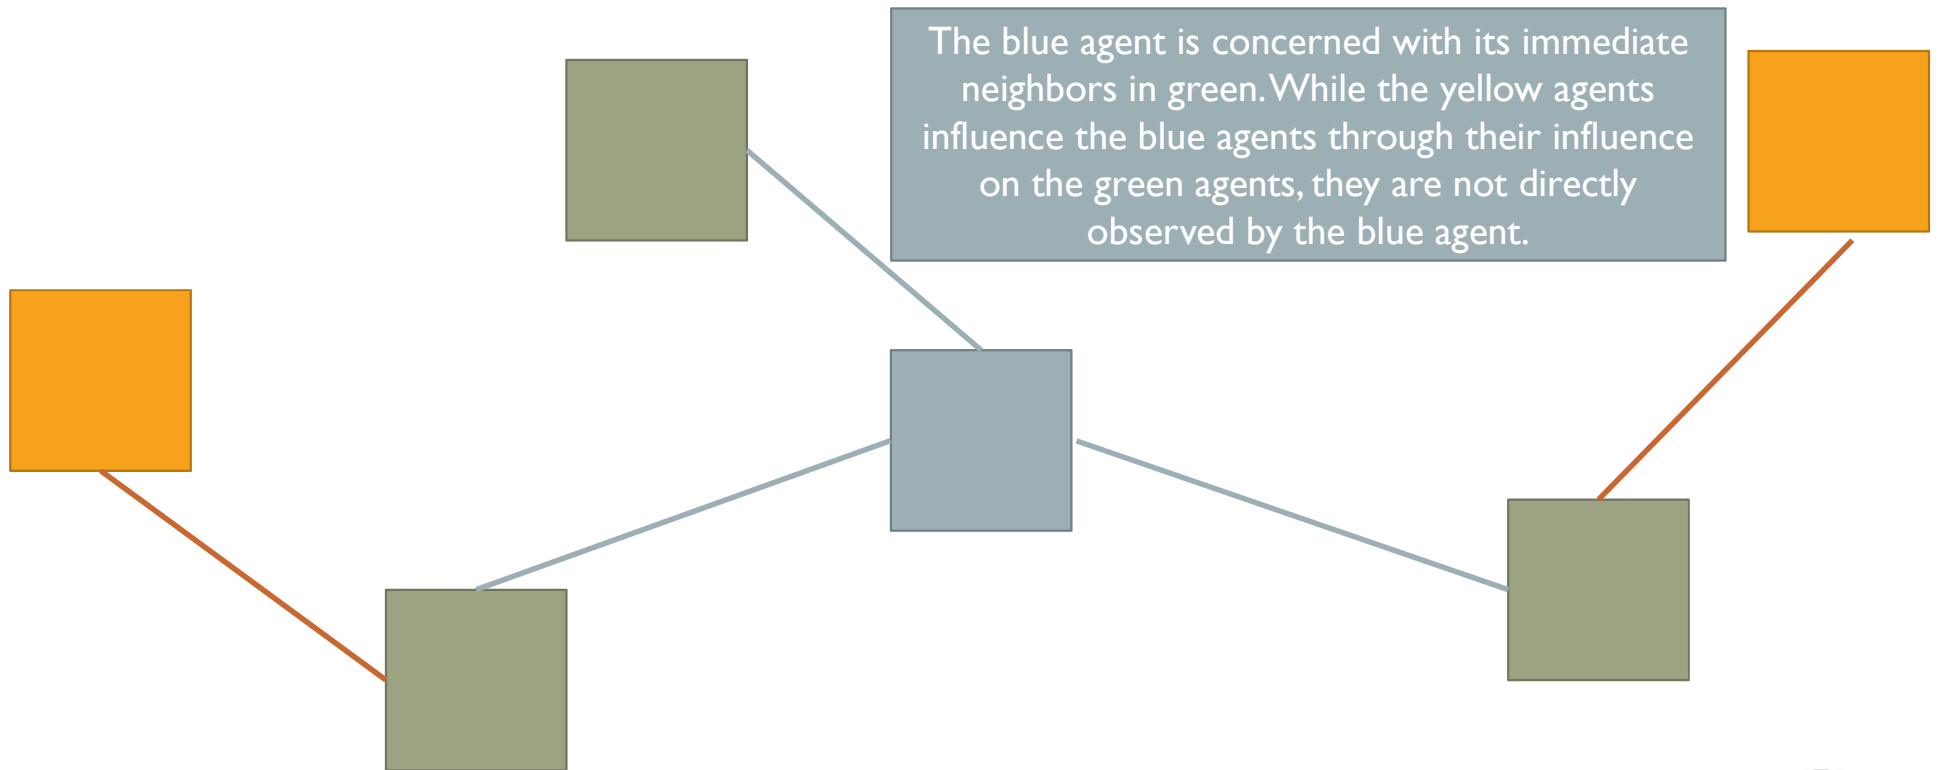 The blue agent is concerned with its immediate
neighbors in green. While the yellow agents
influence the blue agents through their influence
on the green agents, they are not directly
observed by the blue agent.